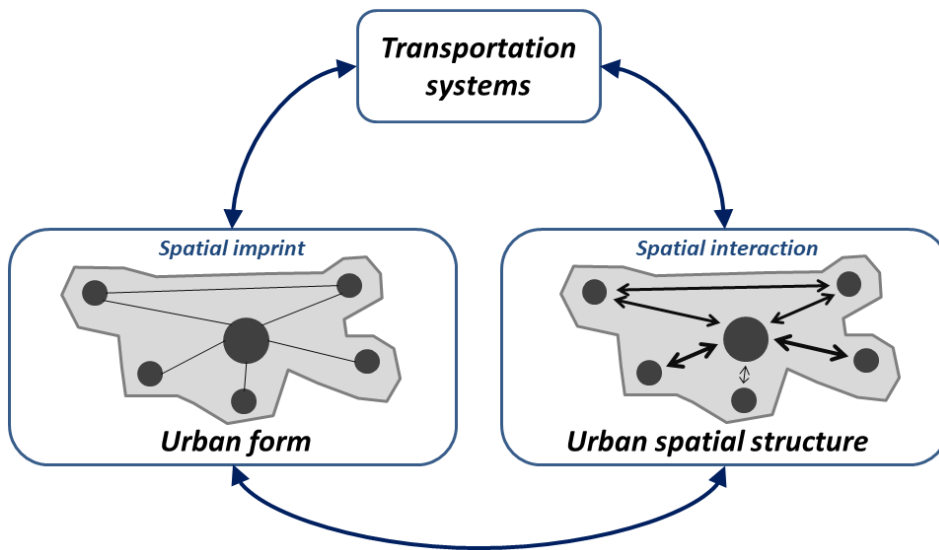 Transportation
systems
Spatial imprint
Urban form
Spatial interaction
Urban spatial structure